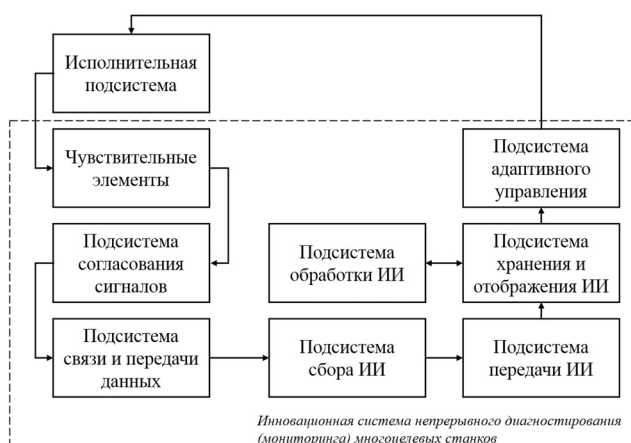 Исполнительная
подсистема
Чувствительные
элементы
Подсистема
адаптивного
управления
Подсистема
согласования
сигналов
Подсистема
обработки ИИ
Подсистема
хранения и
отображения ИИ
Подсистема
связи и передачи
данных
Подсистема
сбора ИИ
Подсистема
передачи ИИ
Инновационная система непрерывного диагностирования
(мониторинга) многоцелевых станков